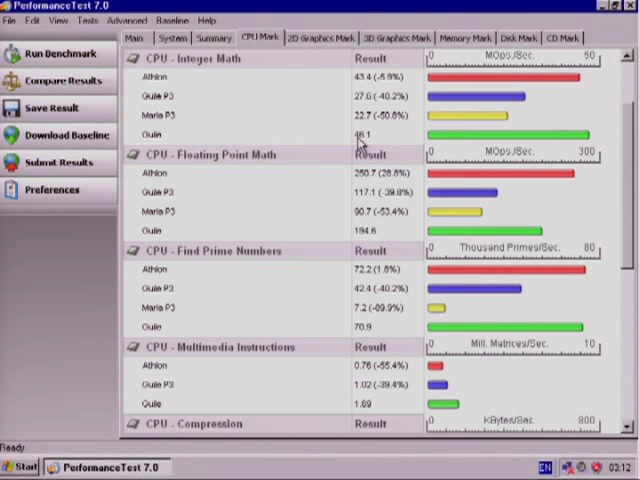 PerformanceTest 7.0
File Edit View Tests Advanced Baseline Help
Main System Summary CPU Mark 2D Graphics Mark 3D Graphics Mark Memory Mark Disk Mark CD Mark
Run Benchmark
Compare Results
Save Result
Download Baseline
Submit Results
Preferences
CPU - Integer Math Result 0 MOps/Sec. 50
Athlon 43.4 (-5.9%)
Guile P3 27.6 (-40.2%)
Maria P3 22.7 (-50.8%)
Guile 46.1
CPU - Floating Point Math Result 0 MOps/Sec. 300
Athlon 250.7 (28.8%)
Guile P3 117.1 (-39.8%)
Maria P3 90.7 (-53.4%)
Guile 194.6
CPU - Find Prime Numbers Result 0 Thousand Primes/Sec. 80
Athlon 72.2 (1.8%)
Guile P3 42.4 (-40.2%)
Maria P3 7.2 (-89.9%)
Guile 70.9
CPU - Multimedia Instructions Result 0 Mill. Matrices/Sec. 10
Athlon 0.76 (-55.4%)
Guile P3 1.02 (-39.4%)
Guile 1.69
CPU - Compression Result 0 KBytes/Sec. 800
Ready
Start PerformanceTest 7.0 EN 03:12